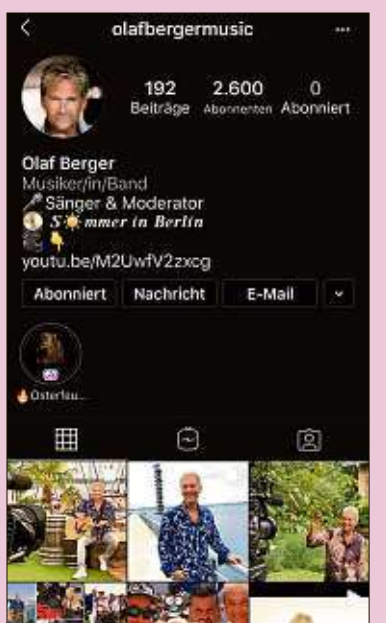 olafbergermusic
192 2.600 0
Beiträge Abonnenten Abonniert
Olaf Berger
Musiker/in/Band
🎤Sänger & Moderator
💿 S☀️mmer in Berlin
🎥 👇
youtu.be/M2UwfV2zxcg
Abonniert Nachricht E-Mail
🔥Osterfeu...